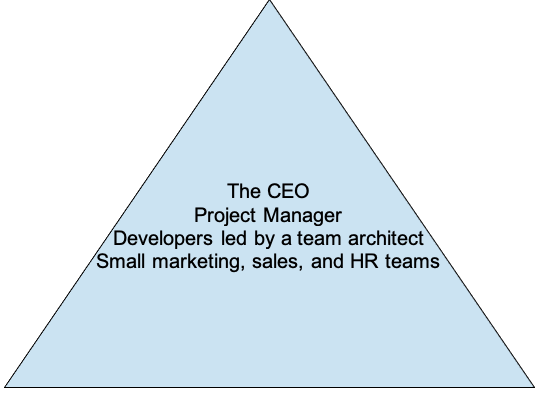 The CEO
Project Manager
Developers led by a team architect
Small marketing, sales, and HR teams